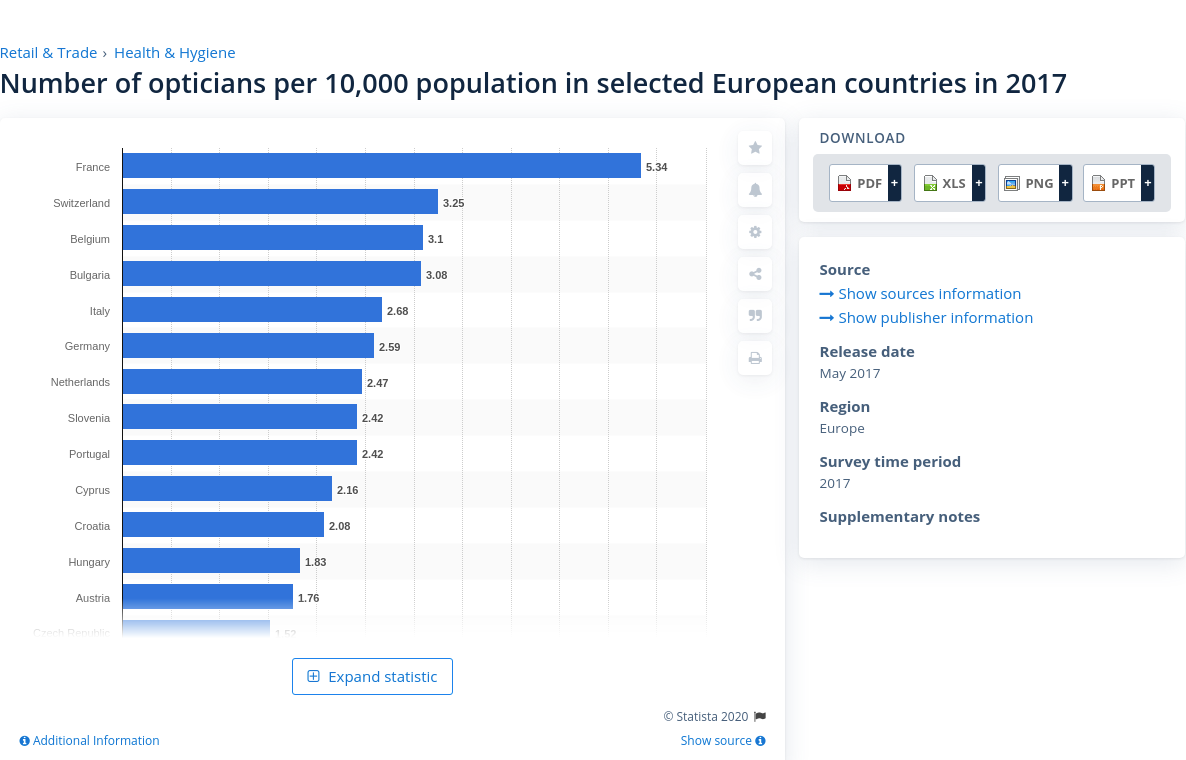 Retail & Trade › Health & Hygiene
Number of opticians per 10,000 population in selected European countries in 2017
France 5.34
Switzerland 3.25
Belgium 3.1
Bulgaria 3.08
Italy 2.68
Germany 2.59
Netherlands 2.47
Slovenia 2.42
Portugal 2.42
Cyprus 2.16
Croatia 2.08
Hungary 1.83
Austria 1.76
Czech Republic 1.52
Expand statistic
© Statista 2020
Additional Information Show source
DOWNLOAD
PDF + XLS + PNG + PPT +
Source
Show sources information
Show publisher information
Release date
May 2017
Region
Europe
Survey time period
2017
Supplementary notes